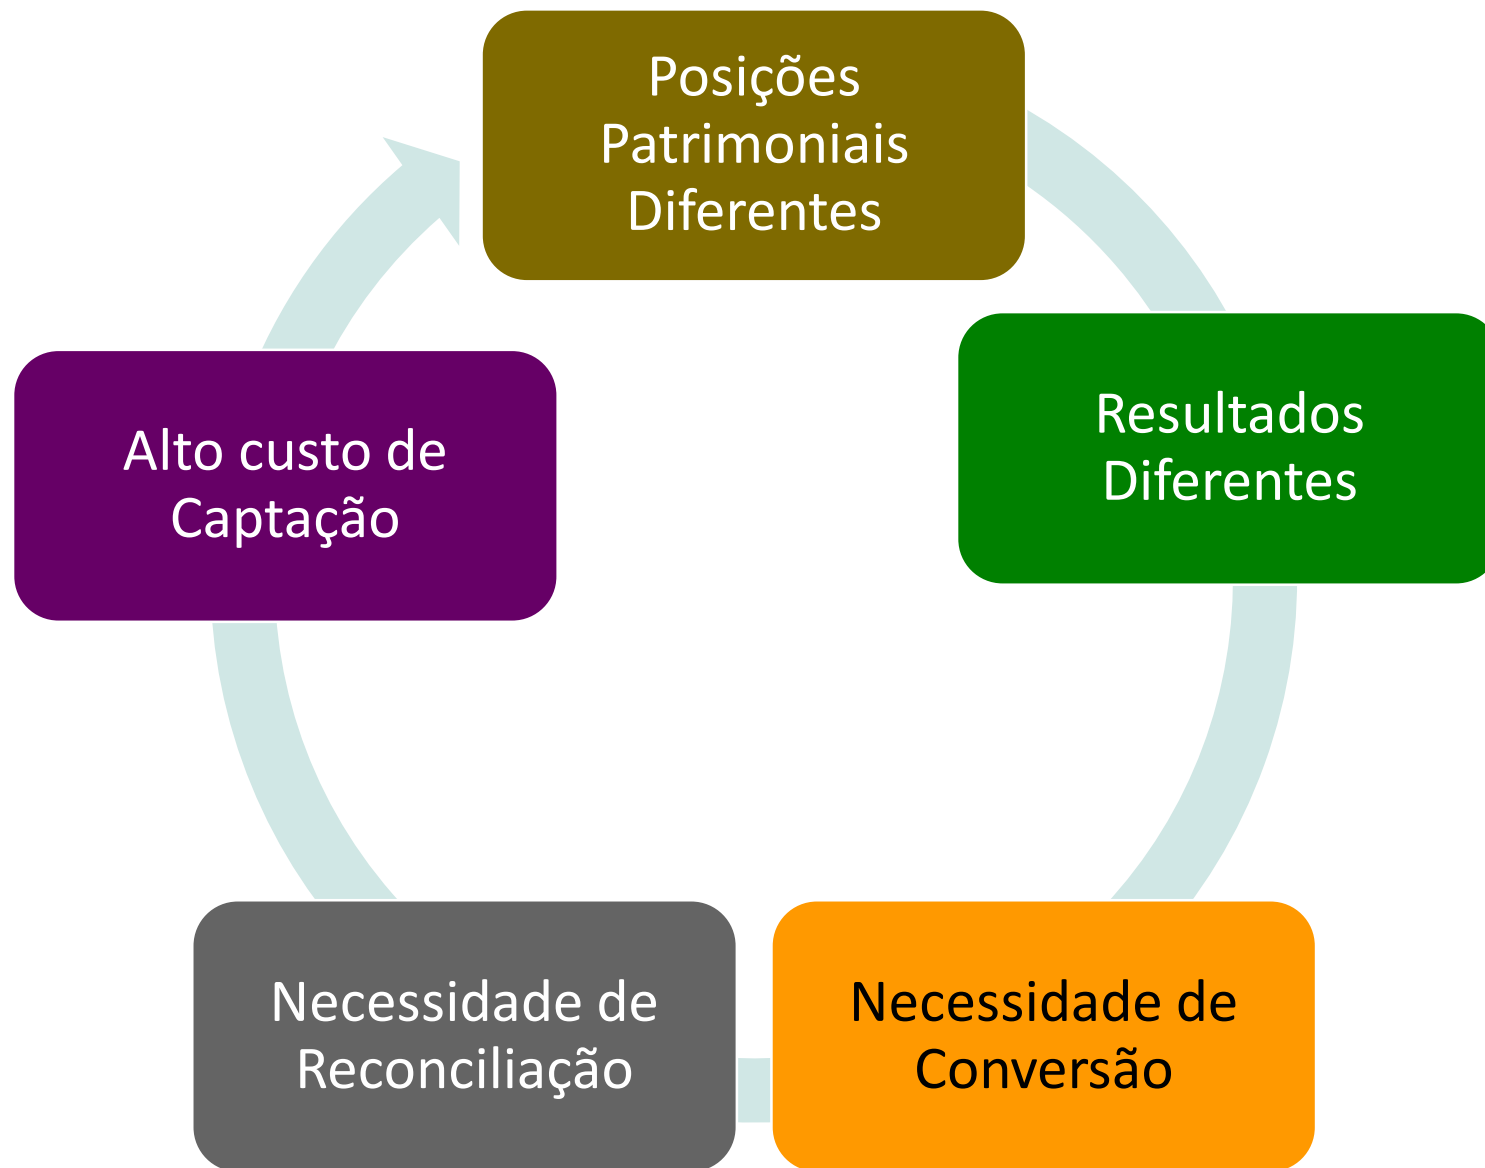 Posições
Patrimoniais
Diferentes
Resultados
Diferentes
Necessidade de
Conversão
Necessidade de
Reconciliação
Alto custo de
Captação